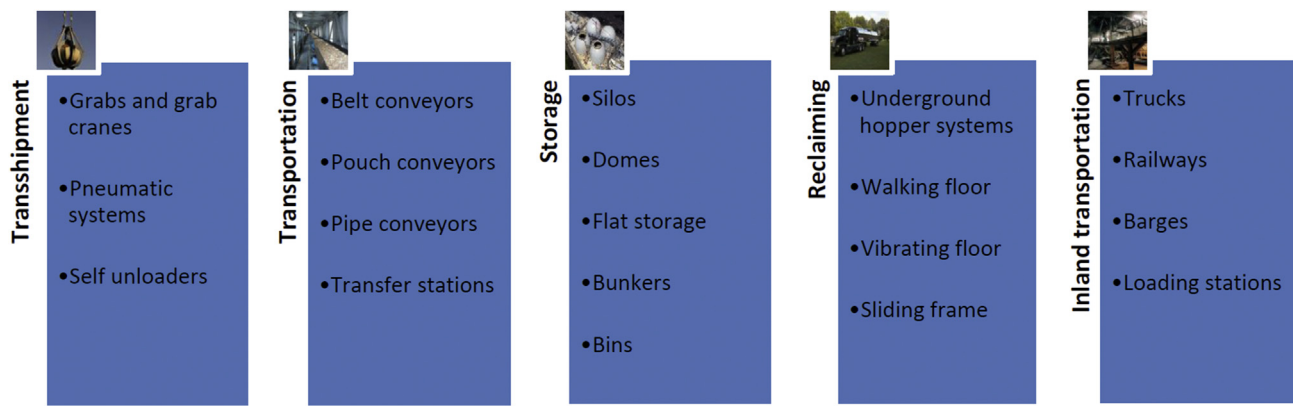 Transshipment
•Grabs and grab
cranes
•Pneumatic
systems
•Self unloaders
Transportation
•Belt conveyors
•Pouch conveyors
•Pipe conveyors
•Transfer stations
Storage
•Silos
•Domes
•Flat storage
•Bunkers
•Bins
Reclaiming
•Underground
hopper systems
•Walking floor
•Vibrating floor
•Sliding frame
Inland transportation
•Trucks
•Railways
•Barges
•Loading stations